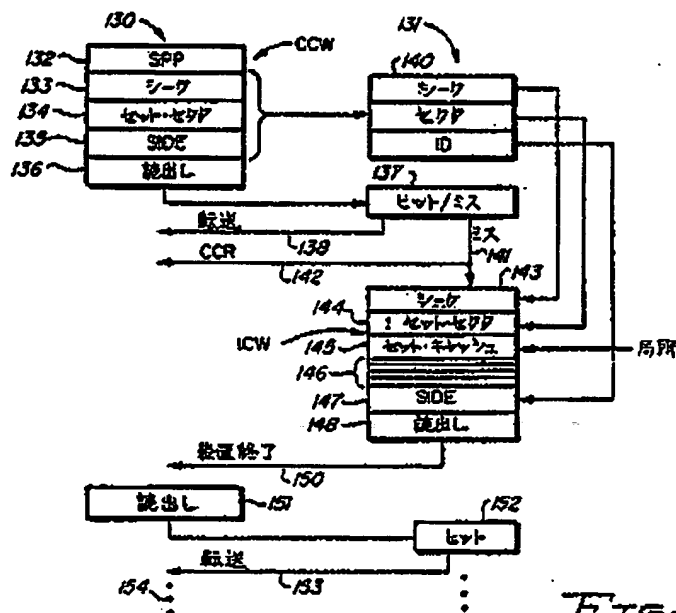 130
131
CCW
140
132
SPP
133
シーク
シーク
134
セット・セクタ
セクタ
135
SIDE
ID
136
読出し
137
ヒット/ミス
転送
138
ミス
141
CCR
142
143
シーク
144
セット・セクタ
ICW
145
セット・キャッシュ
局所
146
147
SIDE
148
読出し
装置終了
150
読出し
151
152
ヒット
転送
153
154